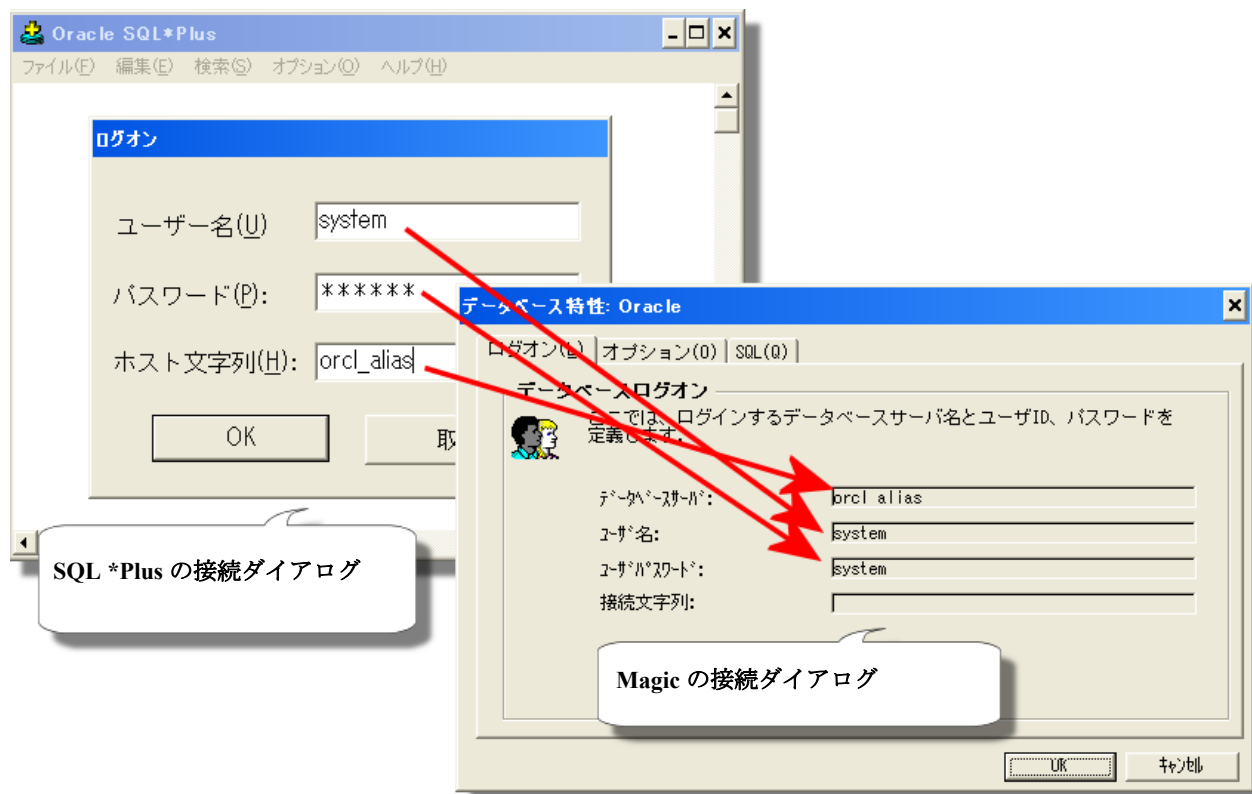 Oracle SQL*Plus
ファイル(F) 編集(E) 検索(S) オプション(O) ヘルプ(H)
ログオン
ユーザー名(U) system
パスワード(P): ******
ホスト文字列(H): orcl_alias
OK 取
SQL *Plus の接続ダイアログ
データベース特性: Oracle
ログオン(L) オプション(O) SQL(Q)
データベースログオン
ここでは、ログインするデータベースサーバ名とユーザID、パスワードを
定義します.
ﾃﾞｰﾀﾍﾞｰｽｻｰﾊﾞ: orcl alias
ﾕｰｻﾞ名: system
ﾕｰｻﾞﾊﾟｽﾜｰﾄﾞ: system
接続文字列:
Magic の接続ダイアログ
OK ｷｬﾝｾﾙ